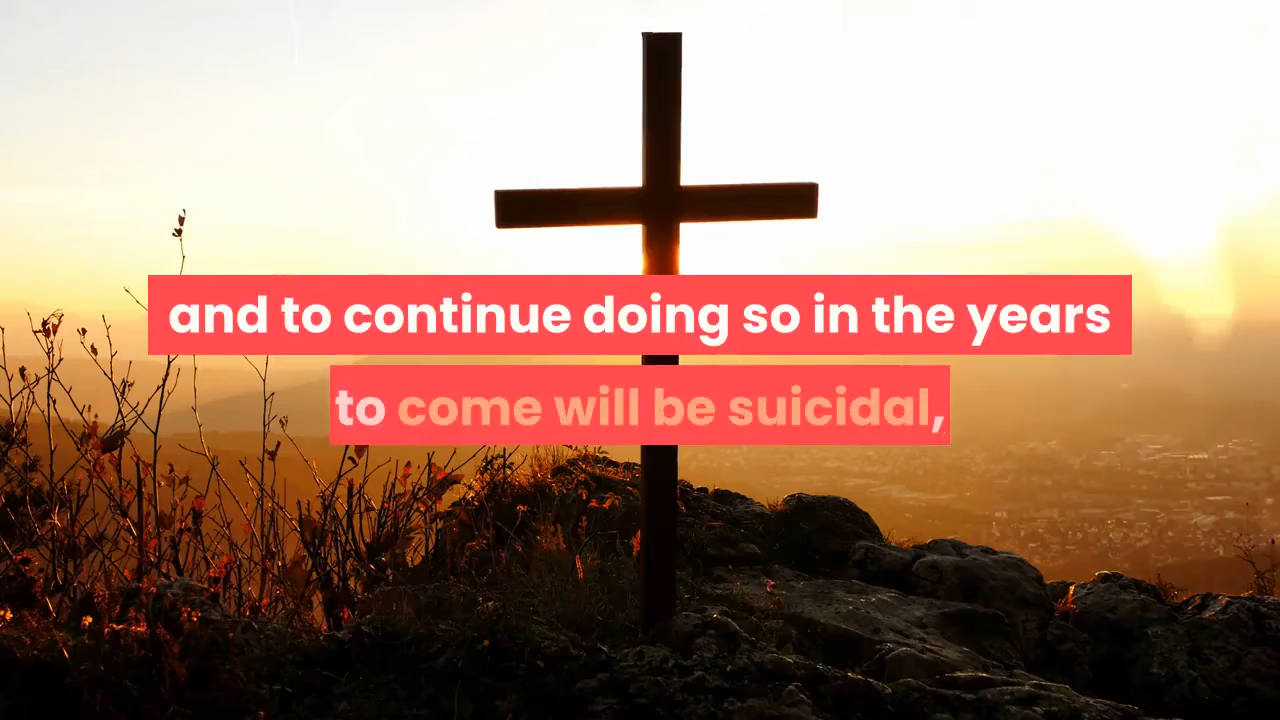 and to continue doing so in the years
to come will be suicidal,